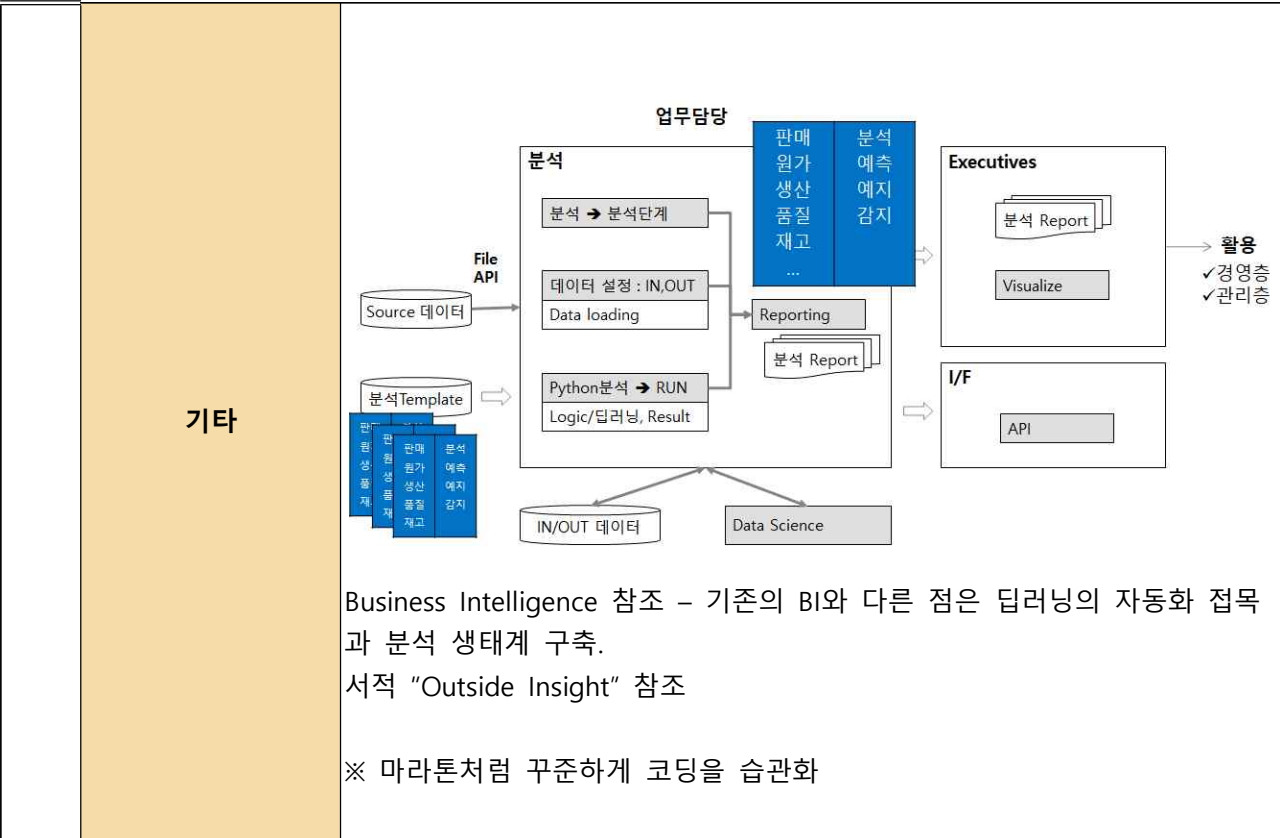 기타
업무담당
판매 분석
원가 예측
생산 예지
품질 감지
재고
...
분석
분석 ➔ 분석단계
File
API
데이터 설정 : IN,OUT
Data loading
Source 데이터
Reporting
분석 Report
Python분석 ➔ RUN
Logic/딥러닝, Result
분석Template
판매 분석
원가 예측
생산 예지
품질 감지
재고
IN/OUT 데이터
Data Science
Executives
분석 Report
Visualize
활용
✓경영층
✓관리층
I/F
API
Business Intelligence 참조 – 기존의 BI와 다른 점은 딥러닝의 자동화 접목
과 분석 생태계 구축.
서적 “Outside Insight” 참조
※ 마라톤처럼 꾸준하게 코딩을 습관화